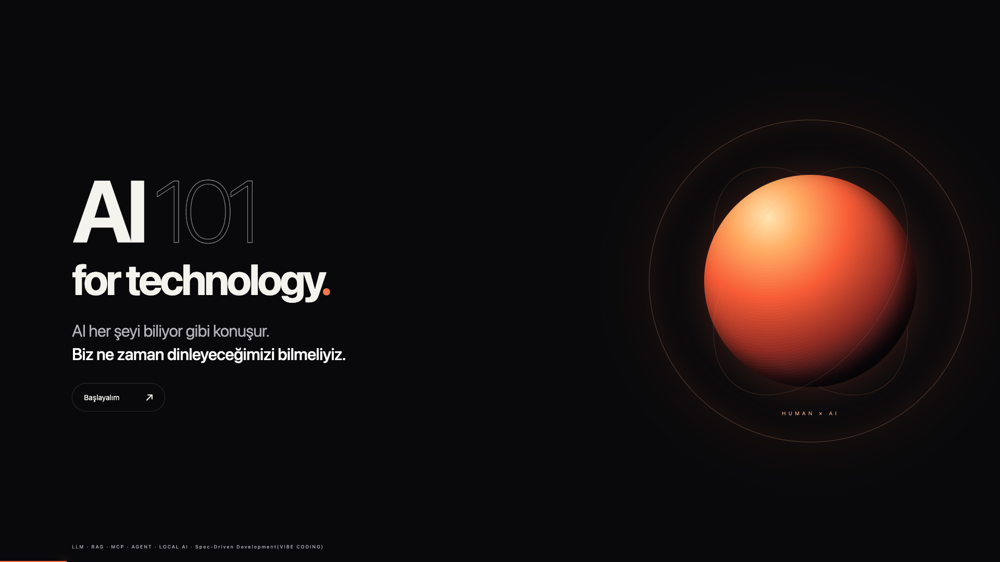 AI 101
for technology.
AI her şeyi biliyor gibi konuşur.
Biz ne zaman dinleyeceğimizi bilmeliyiz.
Başlayalım
HUMAN × AI
LLM · RAG · MCP · AGENT · LOCAL AI · Spec-Driven Development(VIBE CODING)